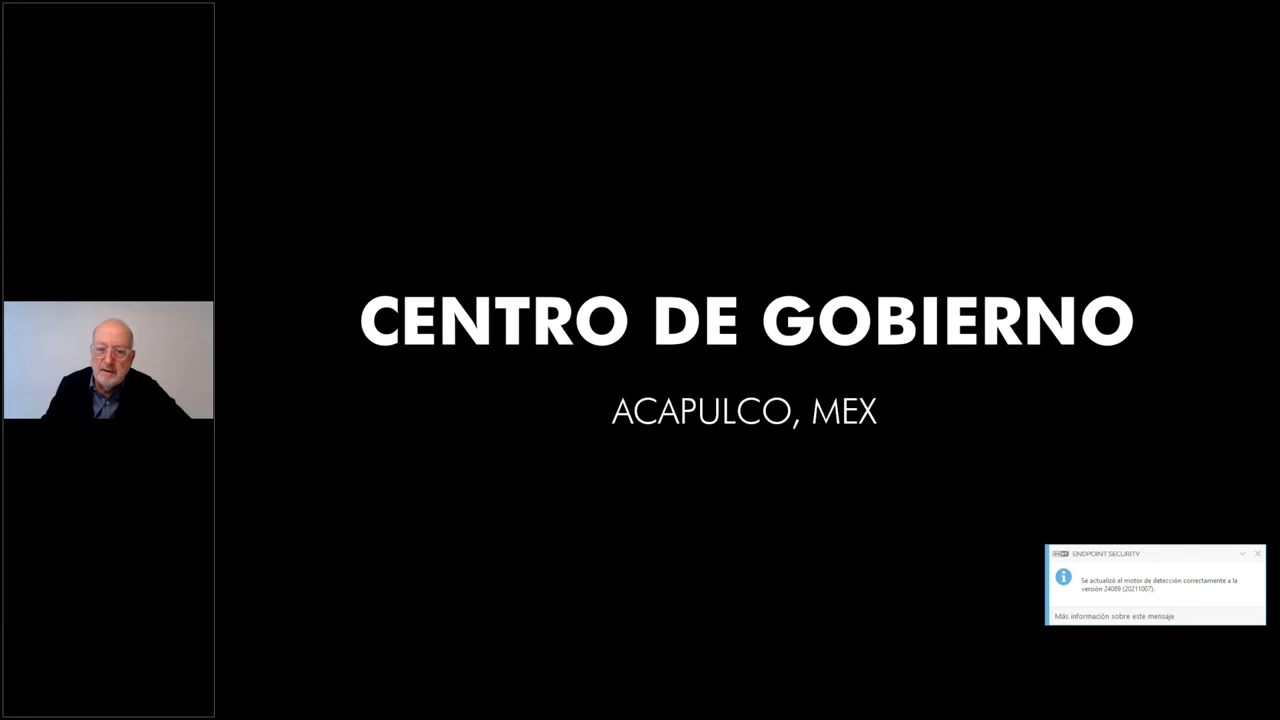 CENTRO DE GOBIERNO
ACAPULCO, MEX
eset ENDPOINT SECURITY
Se actualizó el motor de detección correctamente a la
versión 24089 (20211007).
Más información sobre este mensaje